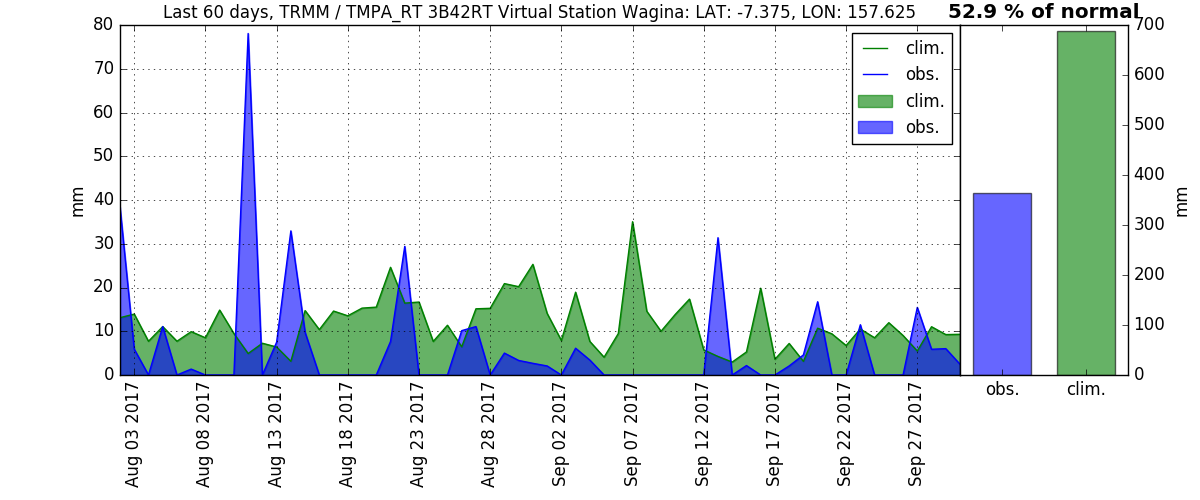 Last 60 days, TRMM / TMPA_RT 3B42RT Virtual Station Wagina: LAT: -7.375, LON: 157.625
52.9 % of normal
mm
80
70
60
50
40
30
20
10
0
clim.
obs.
clim.
obs.
Aug 03 2017
Aug 08 2017
Aug 13 2017
Aug 18 2017
Aug 23 2017
Aug 28 2017
Sep 02 2017
Sep 07 2017
Sep 12 2017
Sep 17 2017
Sep 22 2017
Sep 27 2017
700
600
500
400
300
200
100
0
mm
obs.
clim.